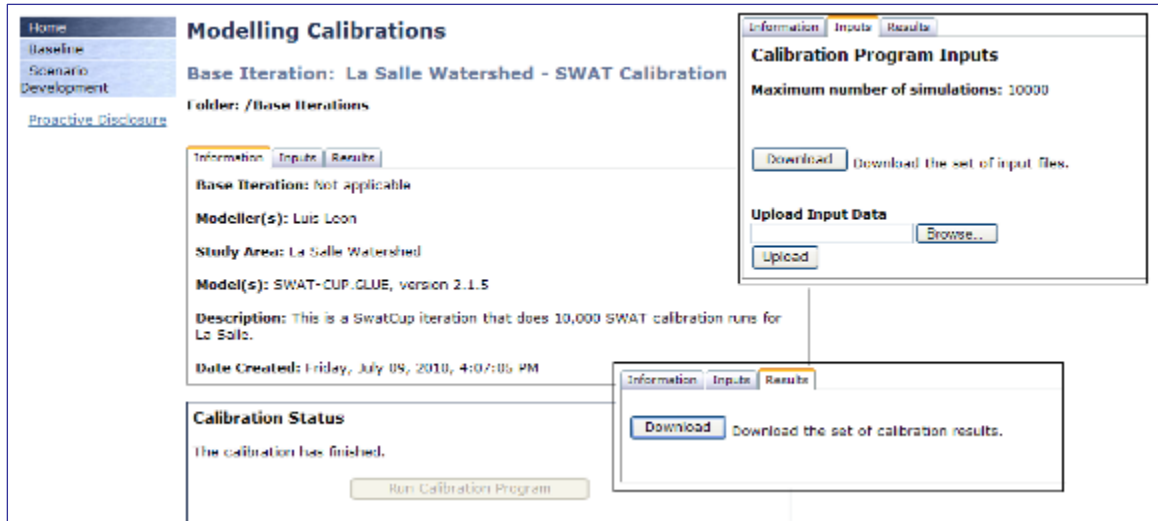 Home
Baseline
Scenario
Development
Proactive Disclosure
Modelling Calibrations
Base Iteration: La Salle Watershed - SWAT Calibration
Folder: /Base Iterations
Information Inputs Results
Base Iteration: Not applicable
Modeller(s): Luis Leon
Study Area: La Salle Watershed
Model(s): SWAT-CUP.GLUE, version 2.1.5
Description: This is a SwatCup iteration that does 10,000 SWAT calibration runs for
La Salle.
Date Created: Friday, July 09, 2010, 4:07:05 PM
Calibration Status
The calibration has finished.
Run Calibration Program
Information Inputs Results
Calibration Program Inputs
Maximum number of simulations: 10000
Download Download the set of input files.
Upload Input Data
Browse...
Upload
Information Inputs Results
Download Download the set of calibration results.